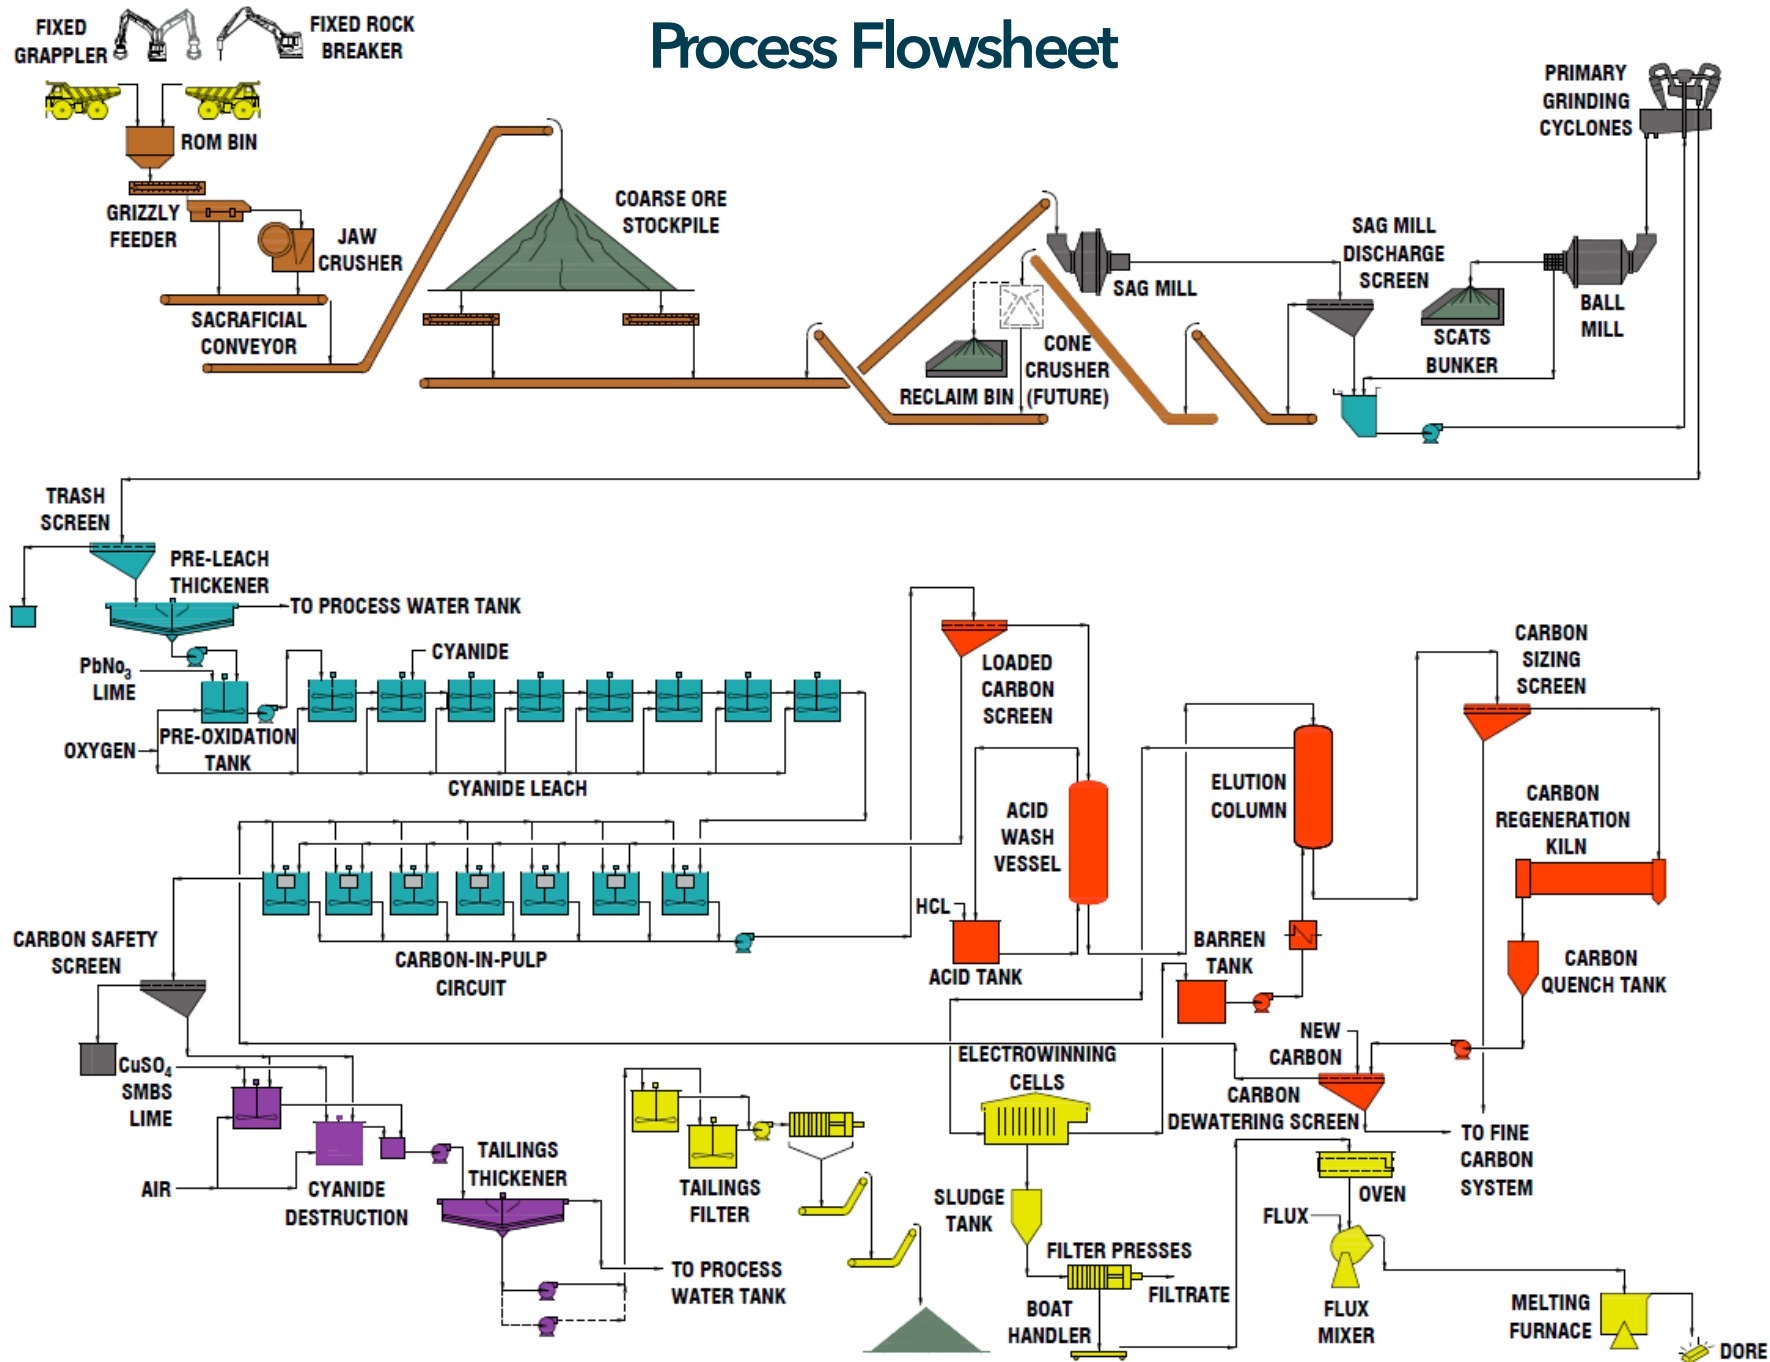 Process Flowsheet
FIXED
GRAPPLER
FIXED ROCK
BREAKER
ROM BIN
GRIZZLY
FEEDER
JAW
CRUSHER
SACRAFICIAL
CONVEYOR
COARSE ORE
STOCKPILE
RECLAIM BIN
CONE
CRUSHER
(FUTURE)
SAG MILL
SAG MILL
DISCHARGE
SCREEN
SCATS
BUNKER
BALL
MILL
PRIMARY
GRINDING
CYCLONES
TRASH
SCREEN
PRE-LEACH
THICKENER
TO PROCESS WATER TANK
PbNo₃
LIME
OXYGEN
PRE-OXIDATION
TANK
CYANIDE
CYANIDE LEACH
LOADED
CARBON
SCREEN
ACID
WASH
VESSEL
HCL
ACID TANK
ELUTION
COLUMN
BARREN
TANK
CARBON
SIZING
SCREEN
CARBON
REGENERATION
KILN
CARBON
QUENCH TANK
NEW
CARBON
CARBON
DEWATERING SCREEN
TO FINE
CARBON
SYSTEM
CARBON-IN-PULP
CIRCUIT
CARBON SAFETY
SCREEN
CuSO₄
SMBS
LIME
AIR
CYANIDE
DESTRUCTION
TAILINGS
THICKENER
TO PROCESS
WATER TANK
TAILINGS
FILTER
ELECTROWINNING
CELLS
SLUDGE
TANK
FILTER PRESSES
FILTRATE
BOAT
HANDLER
OVEN
FLUX
FLUX
MIXER
MELTING
FURNACE
DORE